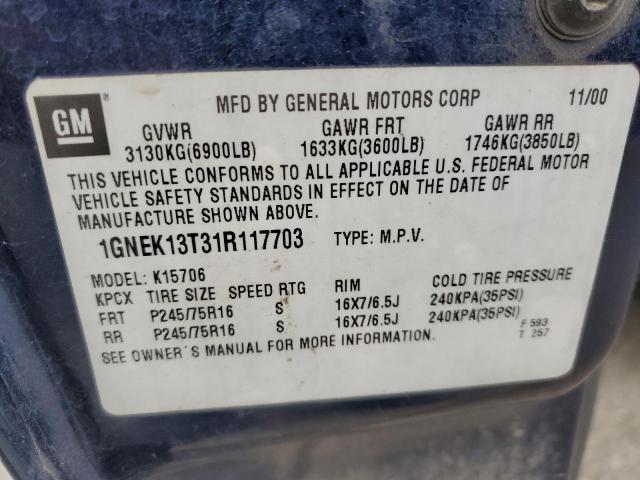 GM ®
MFD BY GENERAL MOTORS CORP 11/00
GVWR GAWR FRT GAWR RR
3130KG(6900LB) 1633KG(3600LB) 1746KG(3850LB)
THIS VEHICLE CONFORMS TO ALL APPLICABLE U.S. FEDERAL MOTOR
VEHICLE SAFETY STANDARDS IN EFFECT ON THE DATE OF
MANUFACTURE SHOWN ABOVE.
1GNEK13T31R117703 TYPE: M.P.V.
MODEL: K15706
KPCX TIRE SIZE SPEED RTG RIM COLD TIRE PRESSURE
FRT P245/75R16 S 16X7/6.5J 240KPA(35PSI)
RR P245/75R16 S 16X7/6.5J 240KPA(35PSI)
SEE OWNER'S MANUAL FOR MORE INFORMATION.
F 593
T 257